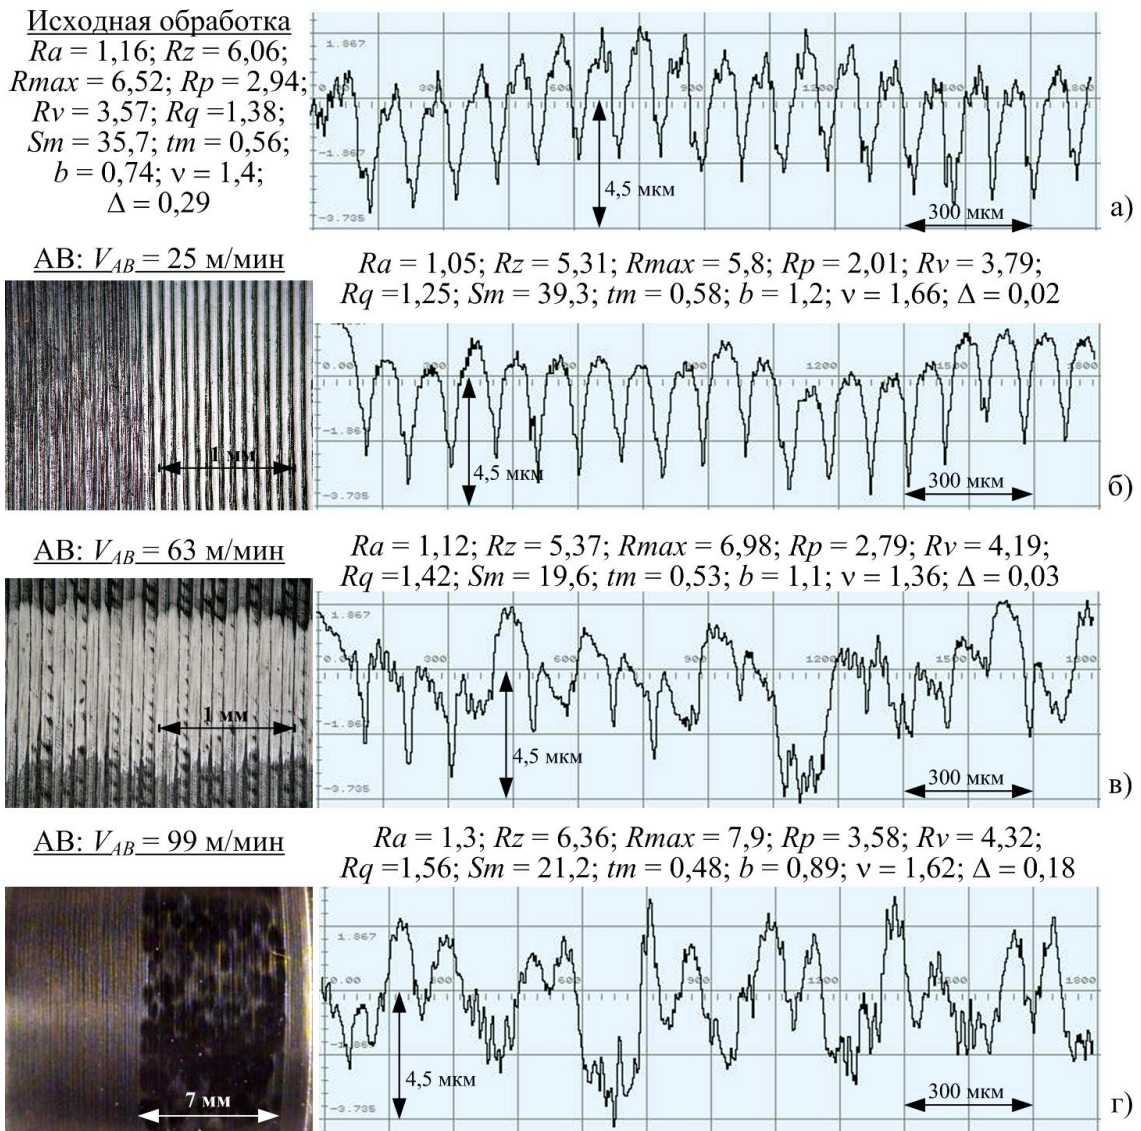 Исходная обработка
Ra = 1,16; Rz = 6,06;
Rmax = 6,52; Rp = 2,94;
Rv = 3,57; Rq =1,38;
Sm = 35,7; tm = 0,56;
b = 0,74; ν = 1,4;
Δ = 0,29
1.867
300
600
900
1200
1800
-1.867
-3.735
4,5 мкм
300 мкм
а)
АВ: VАВ = 25 м/мин
Ra = 1,05; Rz = 5,31; Rmax = 5,8; Rp = 2,01; Rv = 3,79;
Rq =1,25; Sm = 39,3; tm = 0,58; b = 1,2; ν = 1,66; Δ = 0,02
1 мм
0.00
1200
1500
1800
-1.867
-3.735
4,5 мкм
300 мкм
б)
АВ: VАВ = 63 м/мин
Ra = 1,12; Rz = 5,37; Rmax = 6,98; Rp = 2,79; Rv = 4,19;
Rq =1,42; Sm = 19,6; tm = 0,53; b = 1,1; ν = 1,36; Δ = 0,03
1 мм
1.867
300
600
900
1200
1500
-3.735
4,5 мкм
300 мкм
в)
АВ: VАВ = 99 м/мин
Ra = 1,3; Rz = 6,36; Rmax = 7,9; Rp = 3,58; Rv = 4,32;
Rq =1,56; Sm = 21,2; tm = 0,48; b = 0,89; ν = 1,62; Δ = 0,18
7 мм
1.867
0.00
600
900
1200
1500
1800
-3.735
4,5 мкм
300 мкм
г)